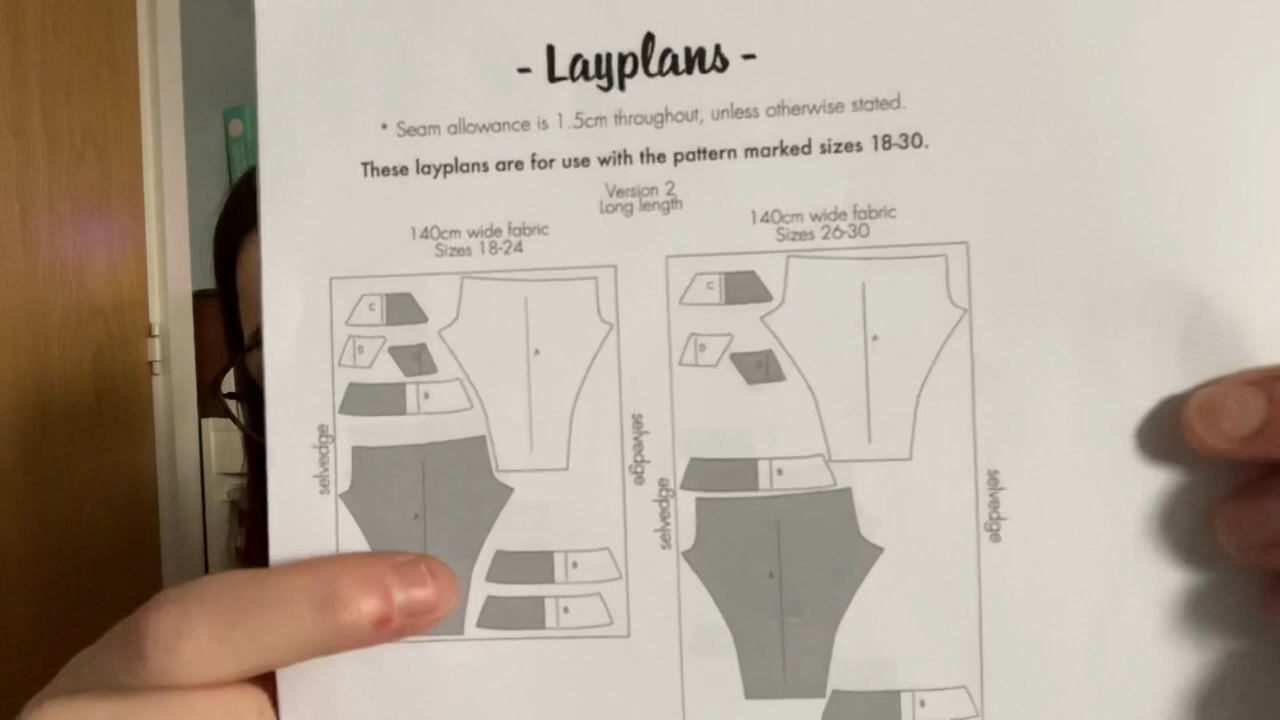 - Layplans -
* Seam allowance is 1.5cm throughout, unless otherwise stated.
These layplans are for use with the pattern marked sizes 18-30.
Version 2
Long length
140cm wide fabric
Sizes 18-24
140cm wide fabric
Sizes 26-30
C
D
B
A
A
B
B
selvedge
selvedge
C
D
D
A
B
A
B
selvedge
selvedge